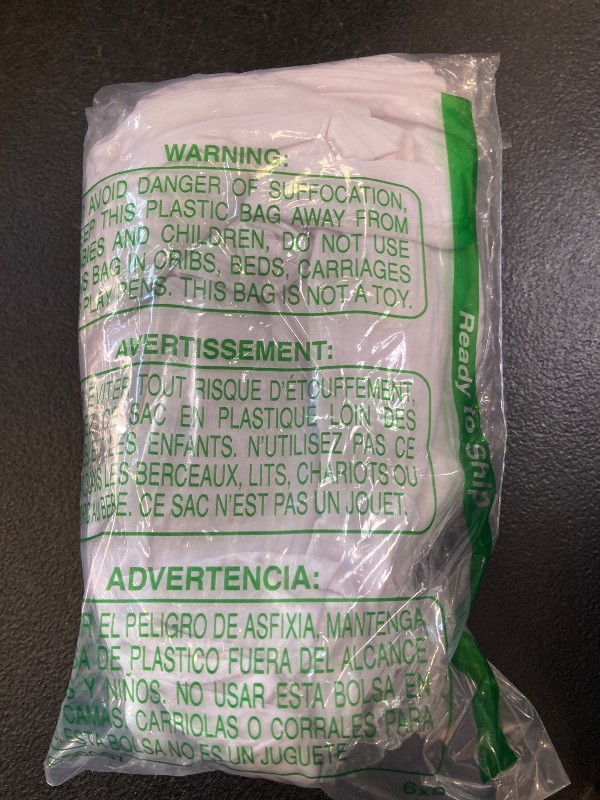 WARNING:
AVOID DANGER OF SUFFOCATION,
THIS PLASTIC BAG AWAY FROM
AND CHILDREN, DO NOT USE
BAG IN CRIBS, BEDS, CARRIAGES
PLAY PENS. THIS BAG IS NOT A TOY.
AVERTISSEMENT:
TOUT RISQUE D'ÉTOUFFEMENT,
SAC EN PLASTIQUE LOIN DES
ENFANTS. N'UTILISEZ PAS CE
LES BERCEAUX, LITS, CHARIOTS OU
CE SAC N'EST PAS UN JOUET.
ADVERTENCIA:
EL PELIGRO DE ASFIXIA, MANTENGA
DE PLASTICO FUERA DEL ALCANCE
Y NIÑOS. NO USAR ESTA BOLSA EN
CAMAS CARRIOLAS O CORRALES PARA
ESTA BOLSA NO ES UN JUGUETE
Ready to Ship